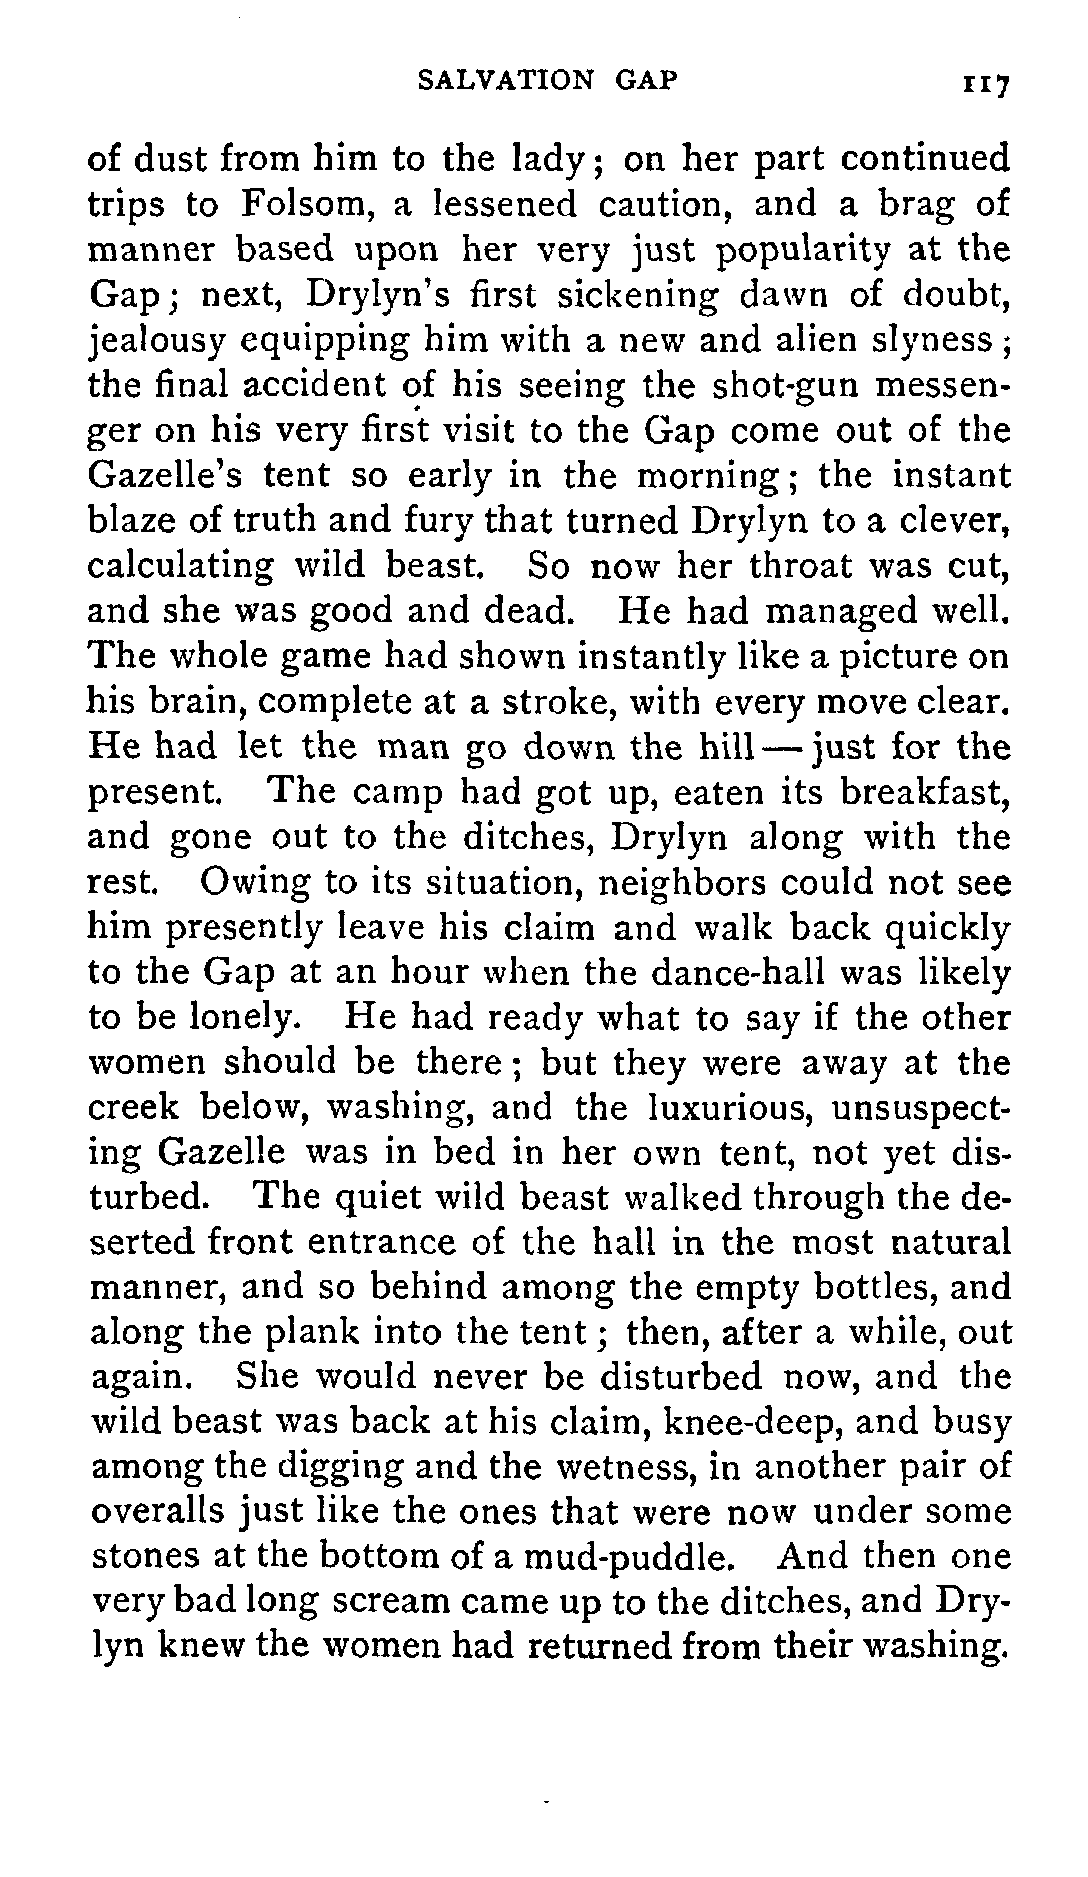 SALVATION GAP 117
of dust from him to the lady; on her part continued
trips to Folsom, a lessened caution, and a brag of
manner based upon her very just popularity at the
Gap; next, Drylyn's first sickening dawn of doubt,
jealousy equipping him with a new and alien slyness;
the final accident of his seeing the shot-gun messen-
ger on his very first visit to the Gap come out of the
Gazelle's tent so early in the morning; the instant
blaze of truth and fury that turned Drylyn to a clever,
calculating wild beast. So now her throat was cut,
and she was good and dead. He had managed well.
The whole game had shown instantly like a picture on
his brain, complete at a stroke, with every move clear.
He had let the man go down the hill—just for the
present. The camp had got up, eaten its breakfast,
and gone out to the ditches, Drylyn along with the
rest. Owing to its situation, neighbors could not see
him presently leave his claim and walk back quickly
to the Gap at an hour when the dance-hall was likely
to be lonely. He had ready what to say if the other
women should be there; but they were away at the
creek below, washing, and the luxurious, unsuspect-
ing Gazelle was in bed in her own tent, not yet dis-
turbed. The quiet wild beast walked through the de-
serted front entrance of the hall in the most natural
manner, and so behind among the empty bottles, and
along the plank into the tent; then, after a while, out
again. She would never be disturbed now, and the
wild beast was back at his claim, knee-deep, and busy
among the digging and the wetness, in another pair of
overalls just like the ones that were now under some
stones at the bottom of a mud-puddle. And then one
very bad long scream came up to the ditches, and Dry-
lyn knew the women had returned from their washing.